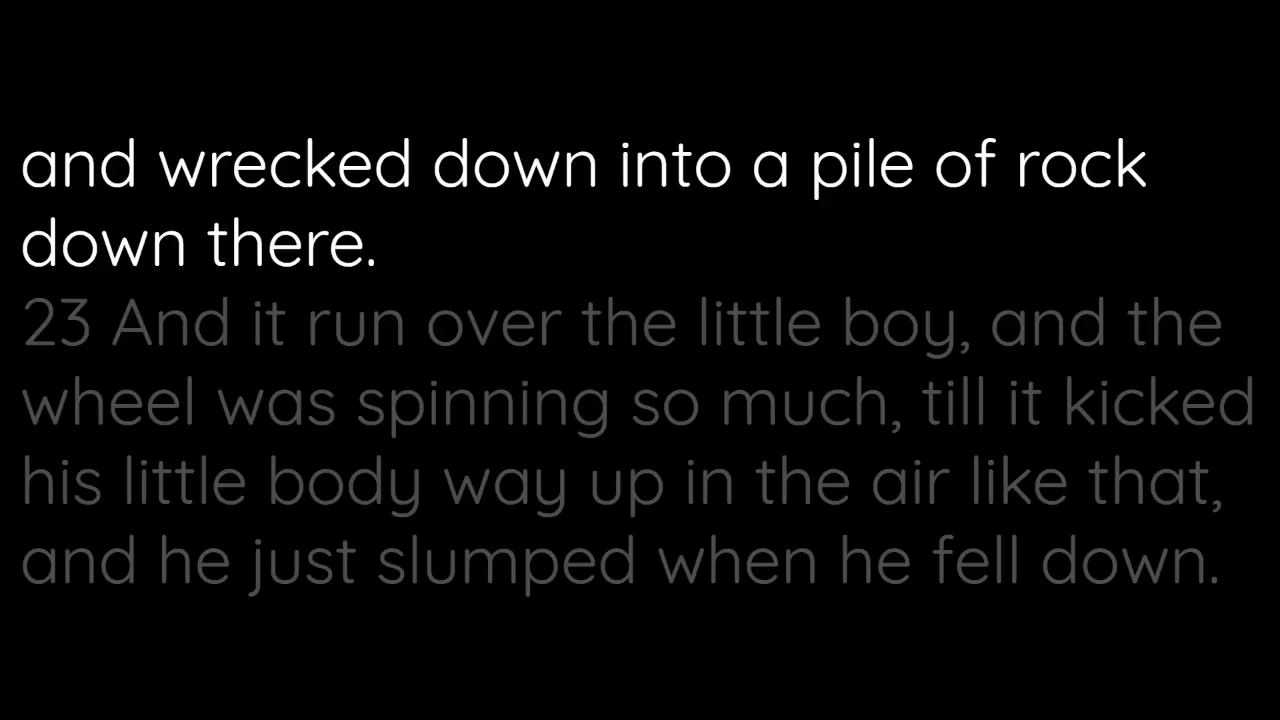 and wrecked down into a pile of rock
down there.
23 And it run over the little boy, and the
wheel was spinning so much, till it kicked
his little body way up in the air like that,
and he just slumped when he fell down.